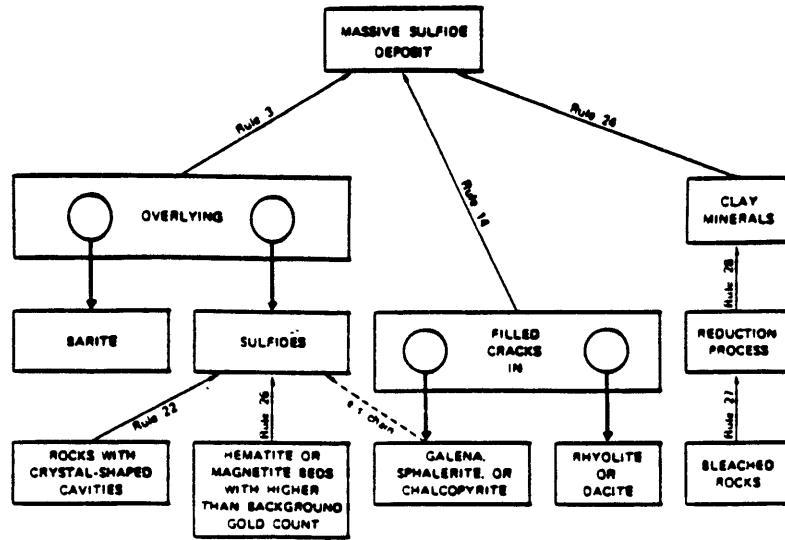 MASSIVE SULFIDE
DEPOSIT
Rule 3
Rule 14
Rule 24
OVERLYING
CLAY
MINERALS
Rule 28
BARITE
SULFIDES
FILLED
CRACKS
IN
REDUCTION
PROCESS
Rule 22
Rule 26
e-s chain
Rule 27
ROCKS WITH
CRYSTAL-SHAPED
CAVITIES
HEMATITE OR
MAGNETITE BEDS
WITH HIGHER
THAN BACKGROUND
GOLD COUNT
GALENA,
SPHALERITE, OR
CHALCOPYRITE
RHYOLITE
OR
DACITE
BLEACHED
ROCKS